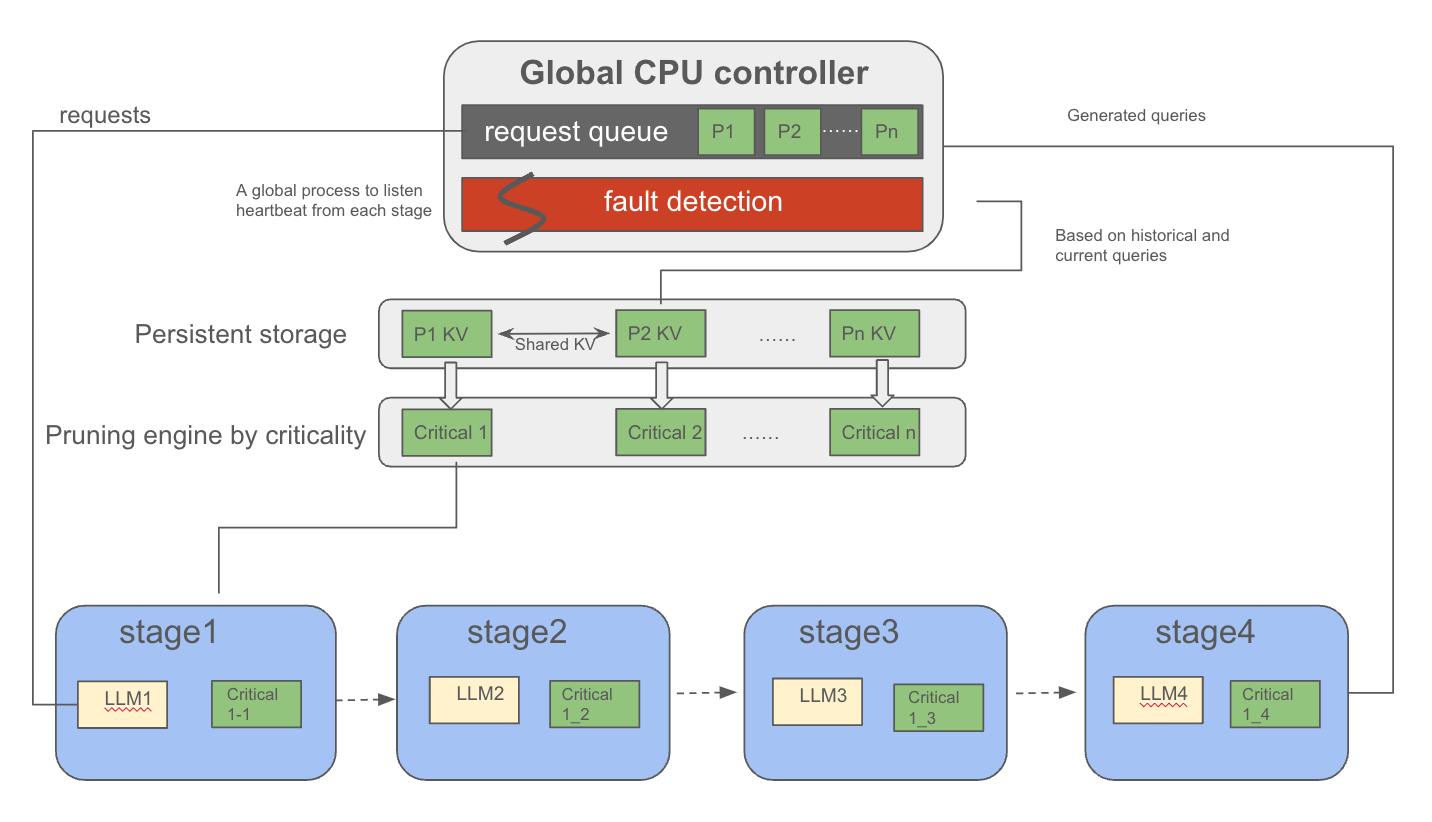 Global CPU controller
requests
request queue
P1
P2
......
Pn
Generated queries
A global process to listen
heartbeat from each stage
fault detection
Based on historical and
current queries
Persistent storage
P1 KV
Shared KV
P2 KV
......
Pn KV
Pruning engine by criticality
Critical 1
Critical 2
......
Critical n
stage1
LLM1
Critical
1-1
stage2
LLM2
Critical
1_2
stage3
LLM3
Critical
1_3
stage4
LLM4
Critical
1_4